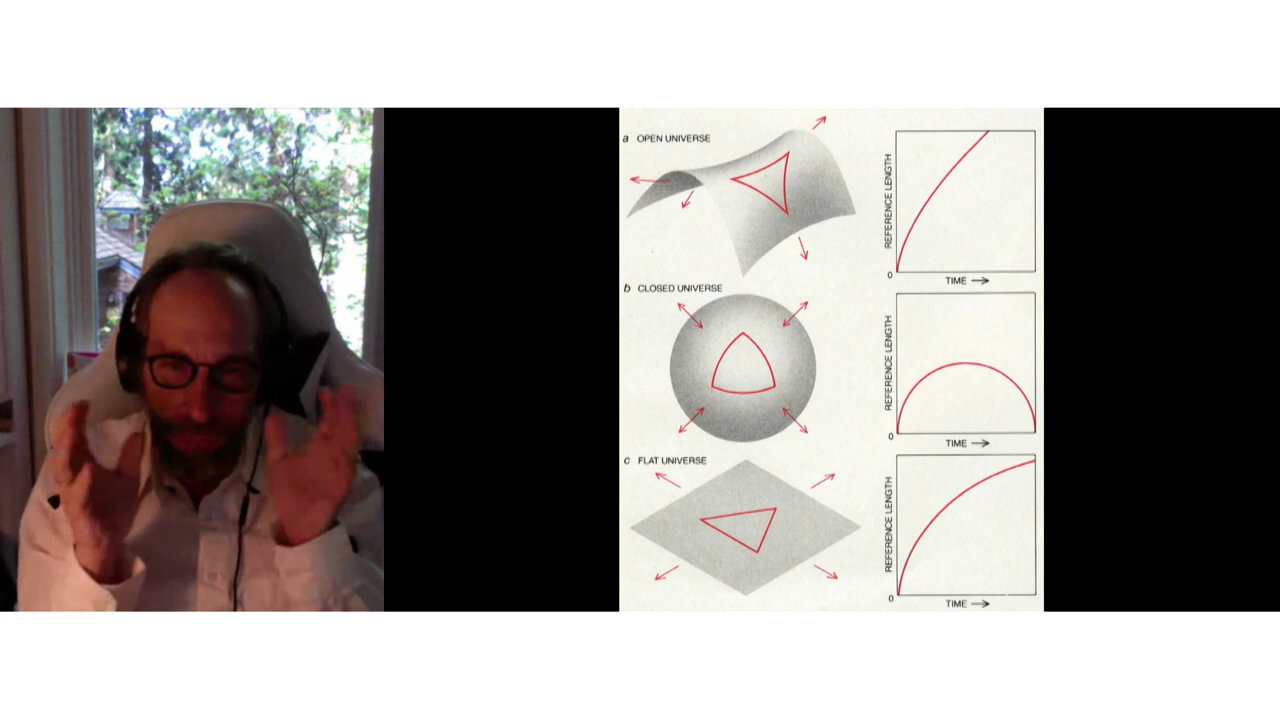 a OPEN UNIVERSE
REFERENCE LENGTH
0
TIME →
b CLOSED UNIVERSE
REFERENCE LENGTH
0
TIME →
c FLAT UNIVERSE
REFERENCE LENGTH
0
TIME →